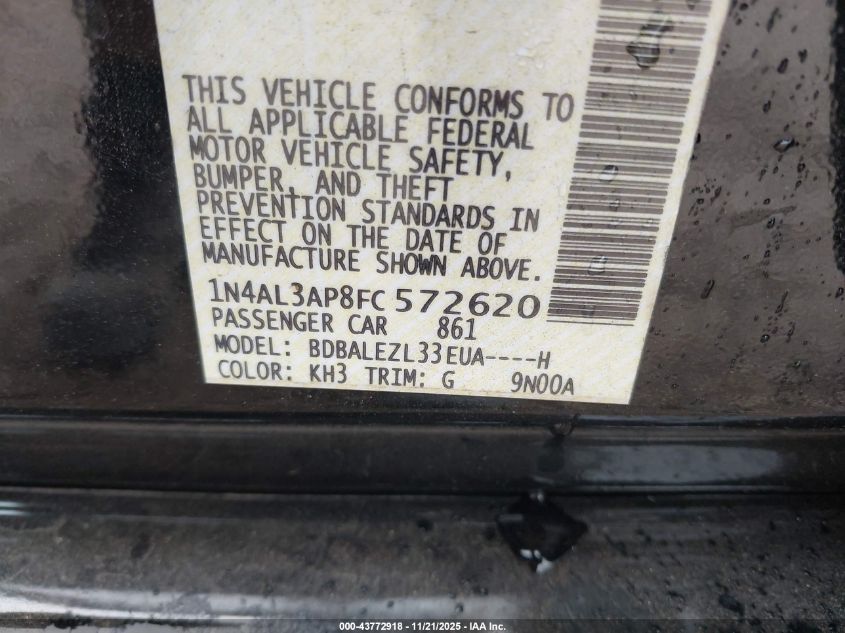 THIS VEHICLE CONFORMS TO
ALL APPLICABLE FEDERAL
MOTOR VEHICLE SAFETY,
BUMPER, AND THEFT
PREVENTION STANDARDS IN
EFFECT ON THE DATE OF
MANUFACTURE SHOWN ABOVE.
1N4AL3AP8FC572620
PASSENGER CAR 861
MODEL: BDBALEZL33EUA----H
COLOR: KH3 TRIM: G 9N00A
000-43772918 - 11/21/2025 - IAA Inc.